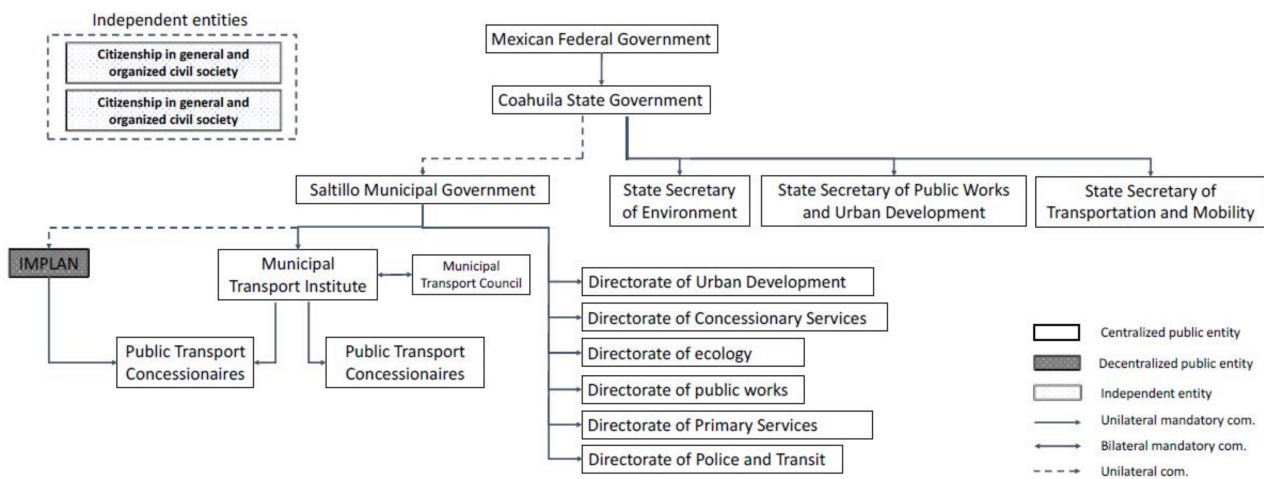 Independent entities
Citizenship in general and
organized civil society
Citizenship in general and
organized civil society
Mexican Federal Government
Coahuila State Government
Saltillo Municipal Government
State Secretary
of Environment
State Secretary of Public Works
and Urban Development
State Secretary of
Transportation and Mobility
IMPLAN
Municipal
Transport Institute
Municipal
Transport Council
Public Transport
Concessionaires
Public Transport
Concessionaires
Directorate of Urban Development
Directorate of Concessionary Services
Directorate of ecology
Directorate of public works
Directorate of Primary Services
Directorate of Police and Transit
Centralized public entity
Decentralized public entity
Independent entity
Unilateral mandatory com.
Bilateral mandatory com.
Unilateral com.